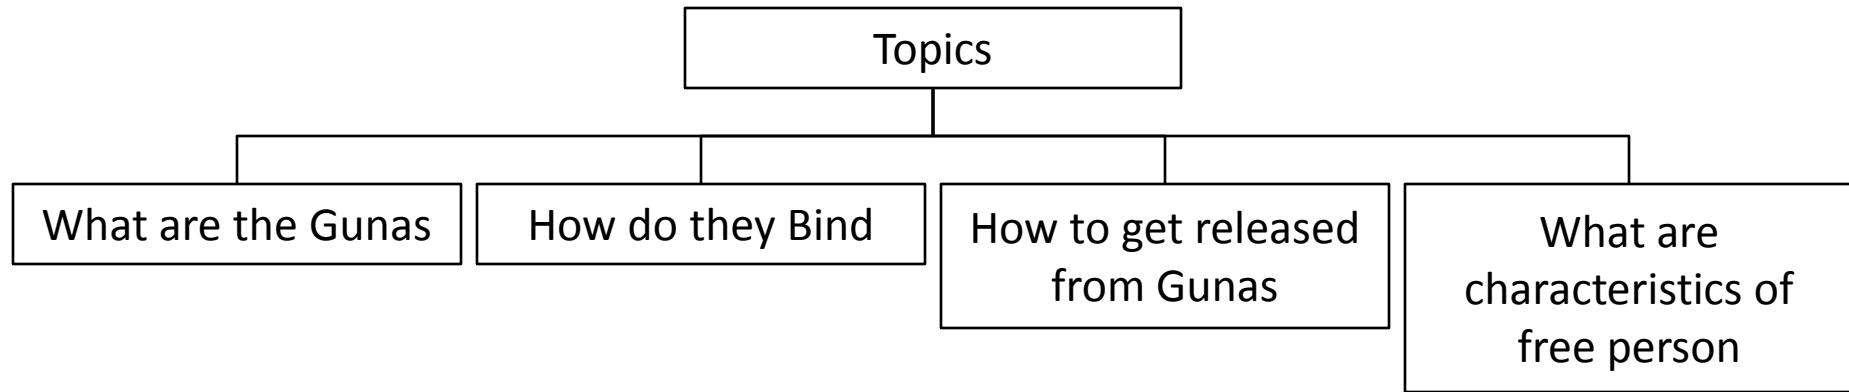 Topics
What are the Gunas
How do they Bind
How to get released
from Gunas
What are
characteristics of
free person